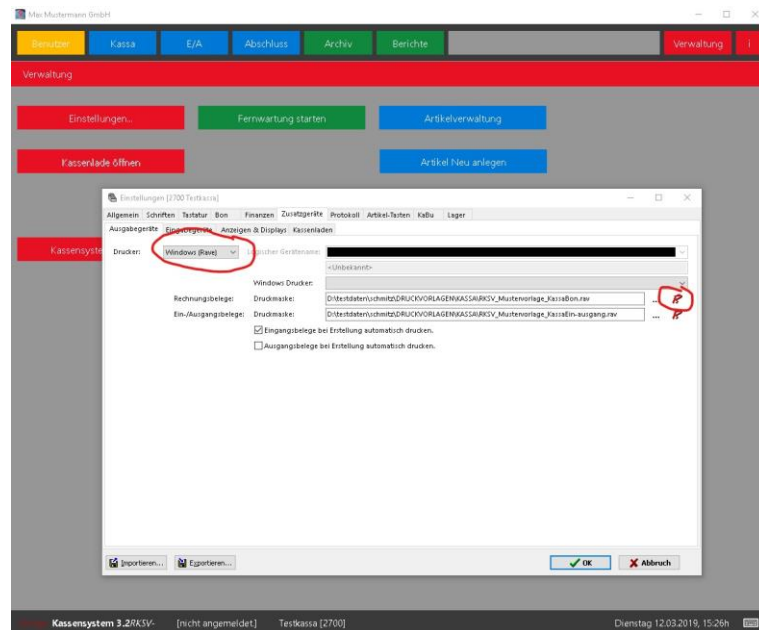 Max Mustermann GmbH
Benutzer Kassa E/A Abschluss Archiv Berichte Verwaltung i
Verwaltung
Einstellungen... Fernwartung starten Artikelverwaltung
Kassenlade öffnen Artikel Neu anlegen
Einstellungen [2700 Testkassa]
Allgemein Schriften Tastatur Bon Finanzen Zusatzgeräte Protokoll Artikel-Tasten KaBu Lager
Ausgabegeräte Eingabegeräte Anzeigen & Displays Kassenladen
Kassensyste
Drucker: Windows (Rave) Logischer Gerätename:
<Unbekannt>
Windows Drucker:
Rechnungsbelege: Druckmaske: D:\testdaten\schmitz\DRUCKVORLAGEN\KASSA\RKSV_Mustervorlage_KassaBon.rav ... R
Ein-/Ausgangsbelege: Druckmaske: D:\testdaten\schmitz\DRUCKVORLAGEN\KASSA\RKSV_Mustervorlage_KassaEin-ausgang.rav ... R
Eingangsbelege bei Erstellung automatisch drucken.
Ausgangsbelege bei Erstellung automatisch drucken.
Importieren... Exportieren... OK Abbruch
Kassensystem 3.2RKSV- [nicht angemeldet] Testkassa [2700] Dienstag 12.03.2019, 15:26h